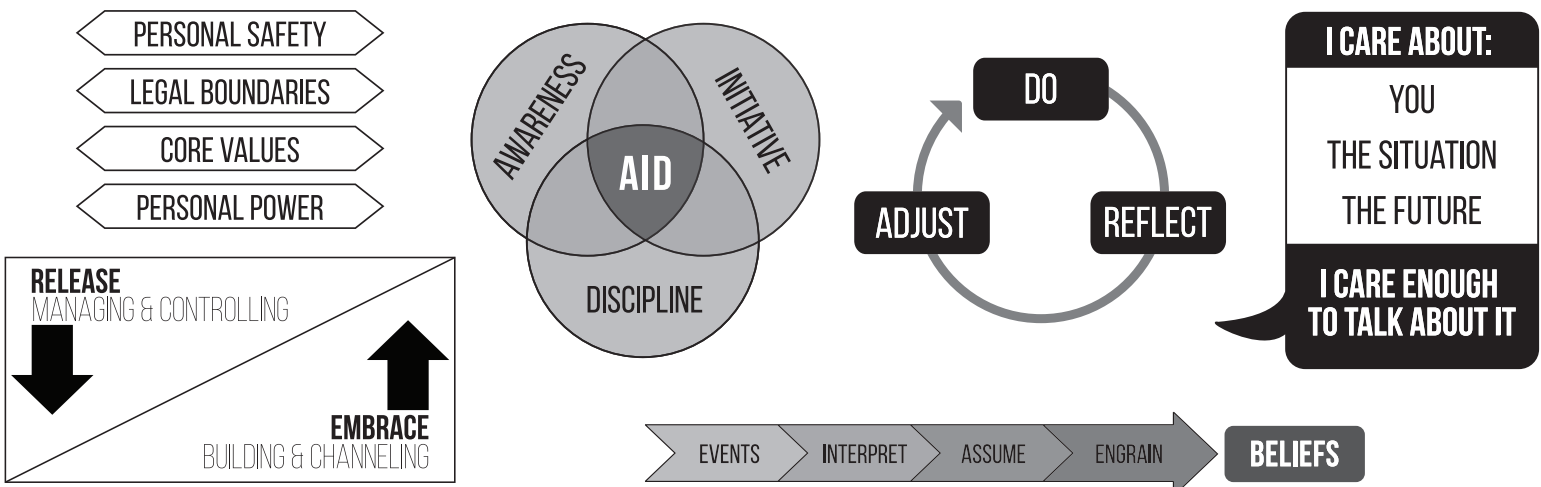 PERSONAL SAFETY
LEGAL BOUNDARIES
CORE VALUES
PERSONAL POWER
RELEASE
MANAGING & CONTROLLING
EMBRACE
BUILDING & CHANNELING
AWARENESS
INITIATIVE
AID
DISCIPLINE
DO
REFLECT
ADJUST
I CARE ABOUT:
YOU
THE SITUATION
THE FUTURE
I CARE ENOUGH
TO TALK ABOUT IT
EVENTS
INTERPRET
ASSUME
ENGRAIN
BELIEFS